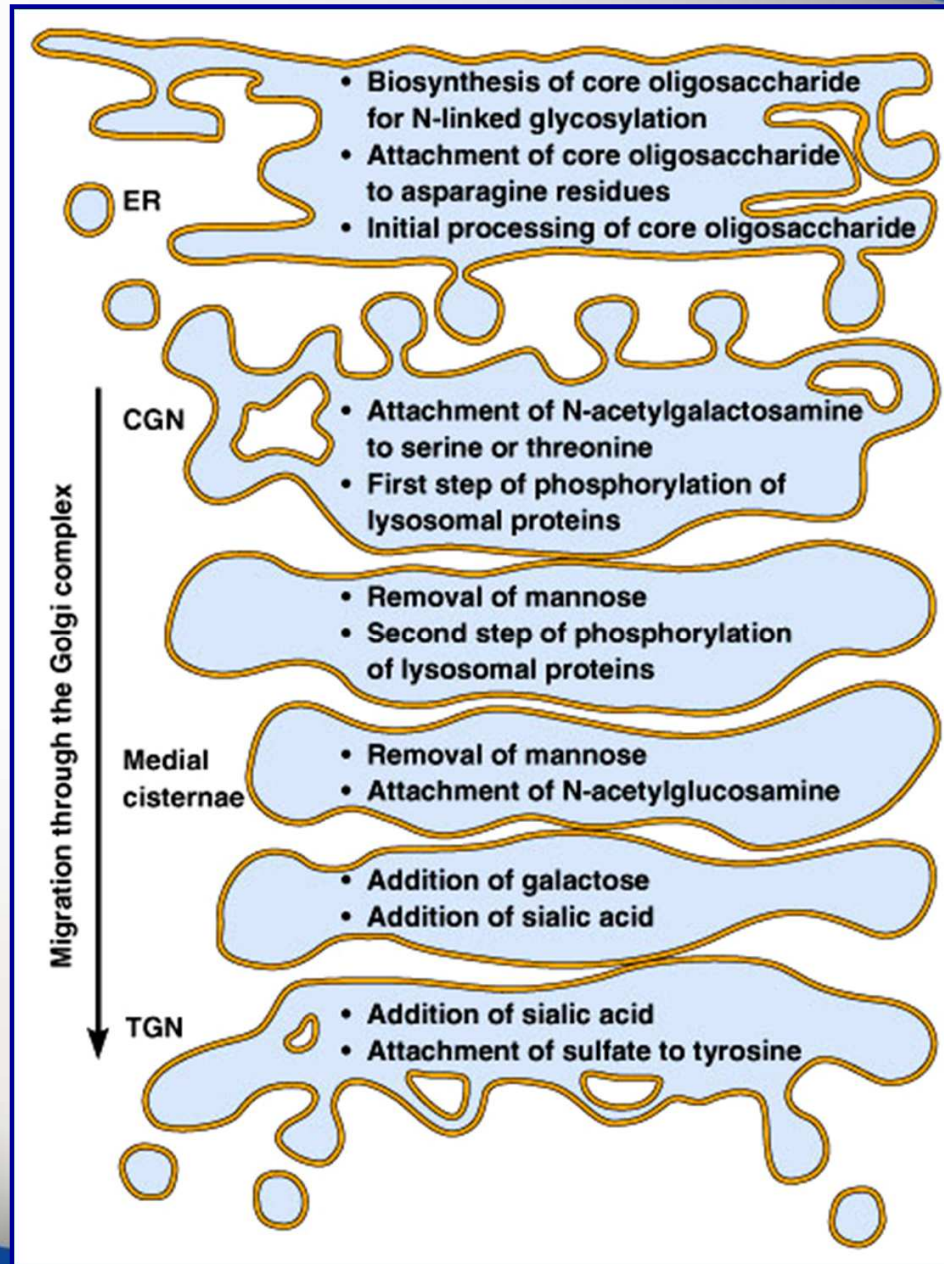 • Biosynthesis of core oligosaccharide
for N-linked glycosylation
• Attachment of core oligosaccharide
to asparagine residues
• Initial processing of core oligosaccharide
ER
CGN
• Attachment of N-acetylgalactosamine
to serine or threonine
• First step of phosphorylation of
lysosomal proteins
• Removal of mannose
• Second step of phosphorylation
of lysosomal proteins
Medial
cisternae
• Removal of mannose
• Attachment of N-acetylglucosamine
• Addition of galactose
• Addition of sialic acid
TGN
• Addition of sialic acid
• Attachment of sulfate to tyrosine
Migration through the Golgi complex